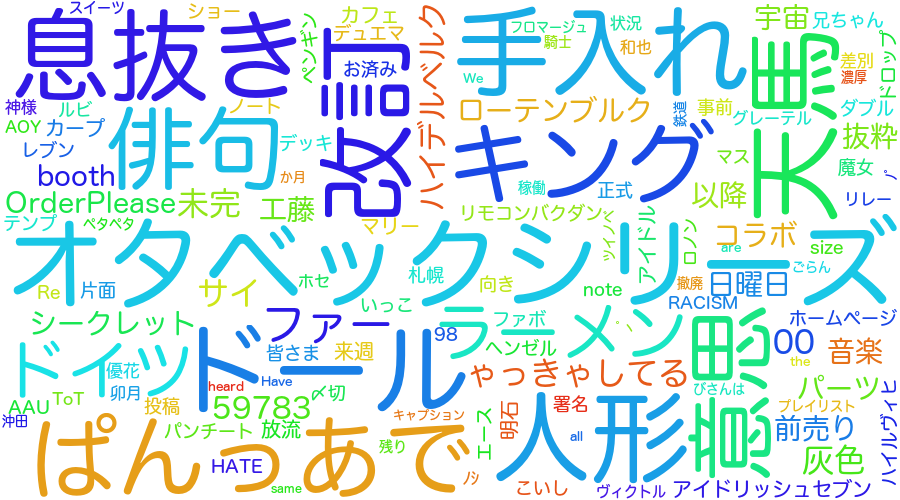 スイーツ
ショー
ペンギン
カフェ
デュエマ
フロマージュ
騎士
状況
和也
宇宙
兄ちゃん
ドロップ
息抜き
改訂
手入れ
天馬
お済み
ハイデルベルク
We
鉄道
事前
差別
濃厚
ダブル
グレーテル
神様
ルビ
ノート
AOY
カープ
レブン
俳句
デッキ
ローテンブルク
キング
抜粋
マス
魔女
booth
か月
稼働
正式
以降
リレー
OrderPlease
未完
工藤
テンプ
ペタペタ
マリー
リモコンバクダン
ツイノベ
アイドル
ロノン
コラボ
are
size
オタベックシリーズ
Re
片面
サイ
ホセ
札幌
向き
いっこ
note
撤廃
日曜日
ごらん
RACISM
シークレット
ファー
98
ラーメン
ファボ
ヘンゼル
意思
00
ホームページ
音楽
the
ドイツ
ドール
皆さま
来週
優花
卯月
Have
heard
ゃっきゃしてる
びさんは
パーツ
プレイリスト
AAU
ToT
投稿
59783
〆切
キャプション
エース
明石
署名
人形
all
前売り
ハイルヴィヒ
沖田
ぱんっあで
パンチート
放流
残り
HATE
same
こいし
ヴィクトル
灰色
アイドリッシュセブン